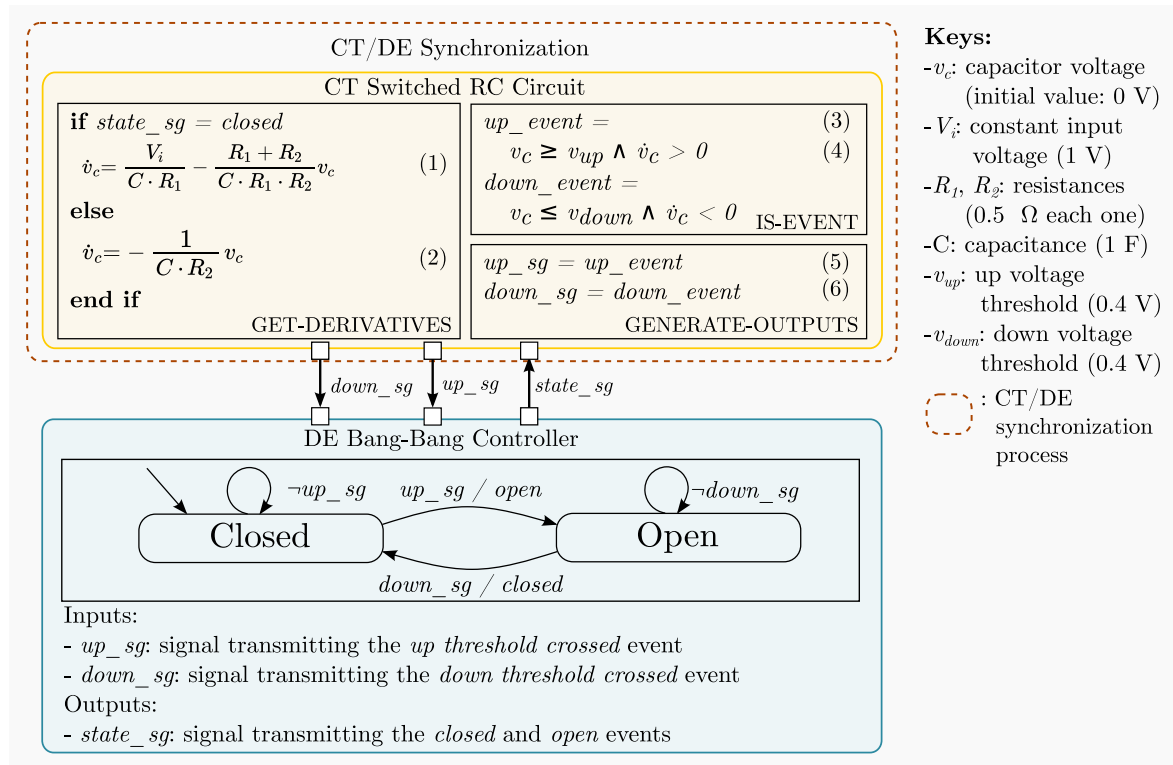 CT/DE Synchronization
CT Switched RC Circuit
if state_sg = closed
v̇c = Vi / (C · R1) − (R1 + R2) / (C · R1 · R2) vc (1)
else
v̇c = − 1 / (C · R2) vc (2)
end if
GET-DERIVATIVES
up_event = (3)
vc ≥ vup ∧ v̇c > 0 (4)
down_event =
vc ≤ vdown ∧ v̇c < 0
IS-EVENT
up_sg = up_event (5)
down_sg = down_event (6)
GENERATE-OUTPUTS
down_sg
up_sg
state_sg
DE Bang-Bang Controller
¬up_sg
up_sg / open
¬down_sg
Closed
Open
down_sg / closed
Inputs:
- up_sg: signal transmitting the up threshold crossed event
- down_sg: signal transmitting the down threshold crossed event
Outputs:
- state_sg: signal transmitting the closed and open events
Keys:
-vc: capacitor voltage
(initial value: 0 V)
-Vi: constant input
voltage (1 V)
-R1, R2: resistances
(0.5 Ω each one)
-C: capacitance (1 F)
-vup: up voltage
threshold (0.4 V)
-vdown: down voltage
threshold (0.4 V)
: CT/DE
synchronization
process